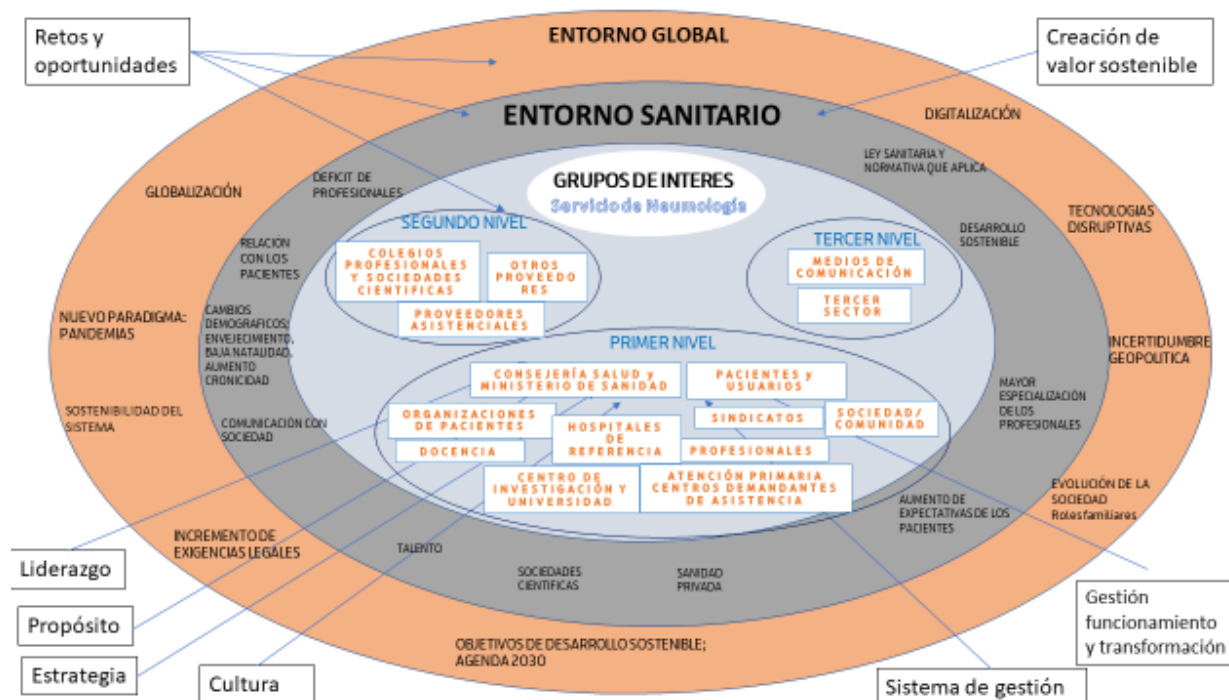 Retos y
oportunidades
ENTORNO GLOBAL
Creación de
valor sostenible
ENTORNO SANITARIO
DIGITALIZACIÓN
LEY SANITARIA Y
NORMATIVA QUE APLICA
DEFICIT DE
PROFESIONALES
GLOBALIZACIÓN
GRUPOS DE INTERES
Servicio de Neumología
SEGUNDO NIVEL
COLEGIOS
PROFESIONALES
Y SOCIEDADES
CIENTIFICAS
OTROS
PROVEEDO
RES
PROVEEDORES
ASISTENCIALES
TERCER NIVEL
MEDIOS DE
COMUNICACIÓN
TERCER
SECTOR
DESARROLLO
SOSTENIBLE
TECNOLOGIAS
DISRUPTIVAS
RELACIÓN
CON LOS
PACIENTES
NUEVO PARADIGMA:
PANDEMIAS
CAMBIOS
DEMOGRAFICOS;
ENVEJECIMIENTO,
BAJA NATALIDAD,
AUMENTO
CRONICIDAD
INCERTIDUMBRE
GEOPOLITICA
PRIMER NIVEL
CONSEJERÍA SALUD y
MINISTERIO DE SANIDAD
PACIENTES Y
USUARIOS
ORGANIZACIONES
DE PACIENTES
HOSPITALES
DE
REFERENCIA
SINDICATOS
SOCIEDAD/
COMUNIDAD
DOCENCIA
PROFESIONALES
CENTRO DE
INVESTIGACIÓN Y
UNIVERSIDAD
ATENCIÓN PRIMARIA
CENTROS DEMANDANTES
DE ASISTENCIA
MAYOR
ESPECIALIZACIÓN
DE LOS
PROFESIONALES
SOSTENIBILIDAD DEL
SISTEMA
COMUNICACIÓN CON
SOCIEDAD
EVOLUCIÓN DE LA
SOCIEDAD
Roles familiares
AUMENTO DE
EXPECTATIVAS DE LOS
PACIENTES
INCREMENTO DE
EXIGENCIAS LEGALES
TALENTO
SOCIEDADES
CIENTIFICAS
SANIDAD
PRIVADA
OBJETIVOS DE DESARROLLO SOSTENIBLE;
AGENDA 2030
Liderazgo
Propósito
Estrategia
Cultura
Sistema de gestión
Gestión
funcionamiento
y transformación